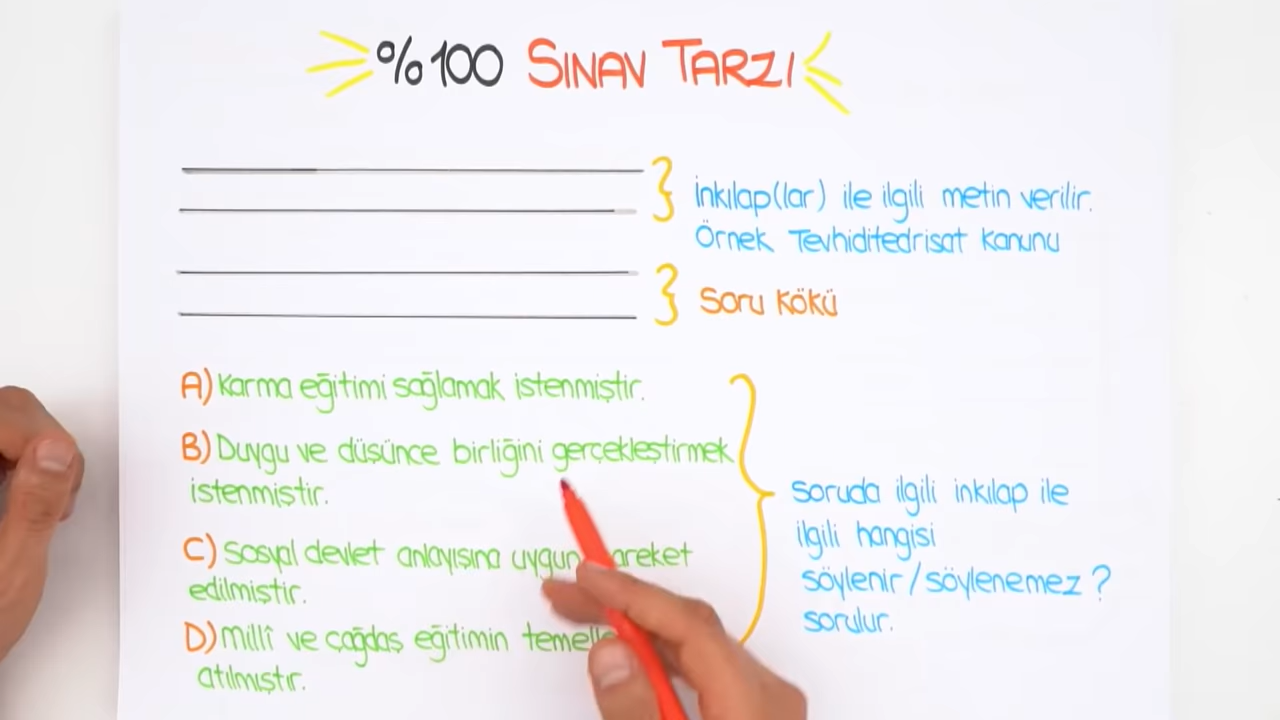 %100 SINAV TARZI
İnkılap(lar) ile ilgili metin verilir.
Örnek Tevhiditedrisat Kanunu
Soru Kökü
A) Karma eğitimi sağlamak istenmiştir.
B) Duygu ve düşünce birliğini gerçekleştirmek
istenmiştir.
C) Sosyal devlet anlayışına uygun
edilmiştir.
D) Millî ve çağdaş eğitimin
atılmıştır.
Soruda ilgili inkılap ile
ilgili hangisi
söylenir/söylenemez?
sorulur.